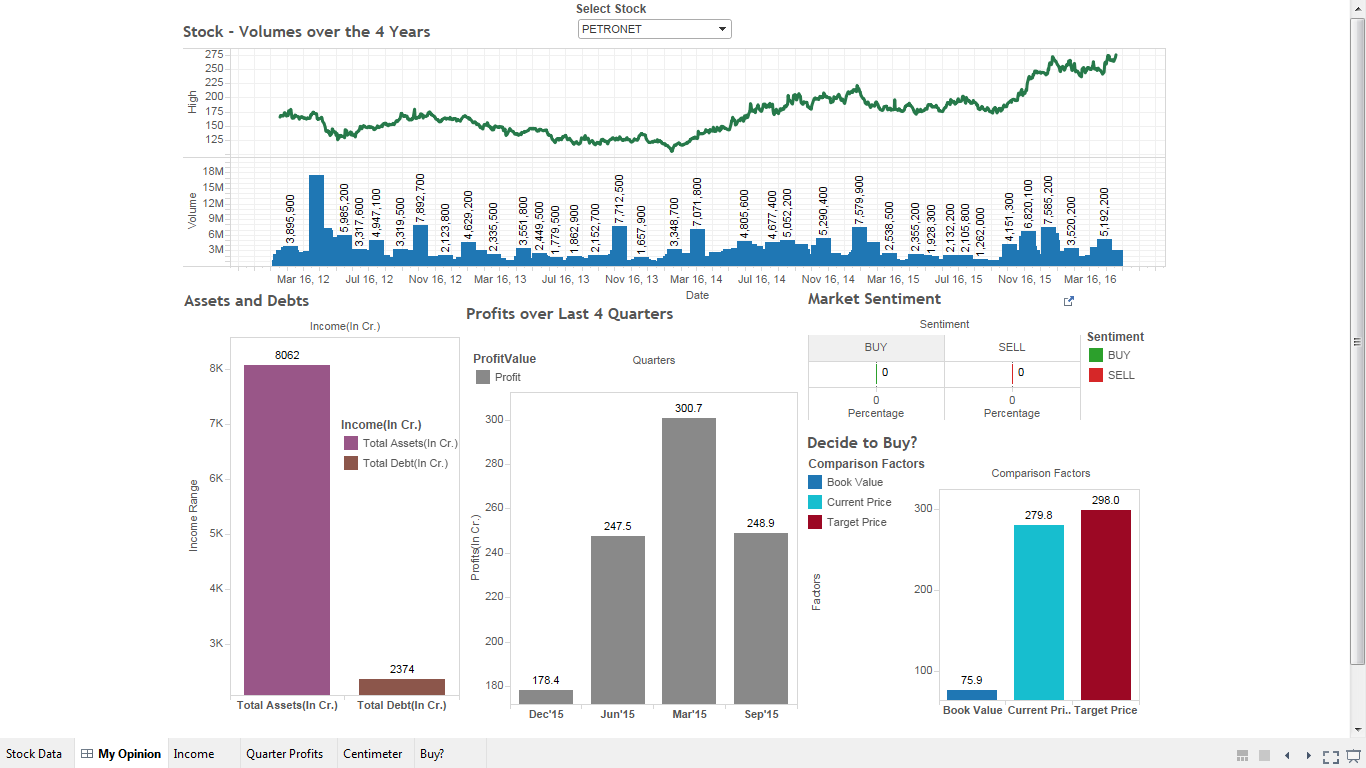 Select Stock
Stock - Volumes over the 4 Years
PETRONET
275
250
225
200
175
150
125
High
18M
15M
12M
9M
6M
3M
Volume
3,895,900
5,985,200
3,317,600
4,947,100
3,319,500
7,892,700
2,123,800
4,629,200
2,335,500
3,551,800
2,449,500
1,779,500
1,862,900
2,152,700
7,712,500
1,657,900
3,348,700
7,071,800
4,805,600
4,677,400
5,052,200
5,290,400
7,579,900
2,538,500
2,355,200
1,928,300
2,132,200
2,105,800
1,262,000
4,151,300
6,820,100
7,585,200
3,520,200
5,192,200
Mar 16, 12 Jul 16, 12 Nov 16, 12 Mar 16, 13 Jul 16, 13 Nov 16, 13 Mar 16, 14 Jul 16, 14 Nov 16, 14 Mar 16, 15 Jul 16, 15 Nov 16, 15 Mar 16, 16
Date
Assets and Debts
Income(In Cr.)
8K
7K
6K
5K
4K
3K
Income Range
8062
2374
Income(In Cr.)
Total Assets(In Cr.)
Total Debt(In Cr.)
Total Assets(In Cr.) Total Debt(In Cr.)
Profits over Last 4 Quarters
ProfitValue
Profit
Quarters
300
280
260
240
220
200
180
Profits(In Cr.)
178.4
247.5
300.7
248.9
Dec'15 Jun'15 Mar'15 Sep'15
Market Sentiment
Sentiment
BUY SELL
0 0
0 0
Percentage Percentage
Sentiment
BUY
SELL
Decide to Buy?
Comparison Factors
Book Value
Current Price
Target Price
Comparison Factors
300
200
100
Factors
75.9
279.8
298.0
Book Value Current Pri.. Target Price
Stock Data My Opinion Income Quarter Profits Centimeter Buy?